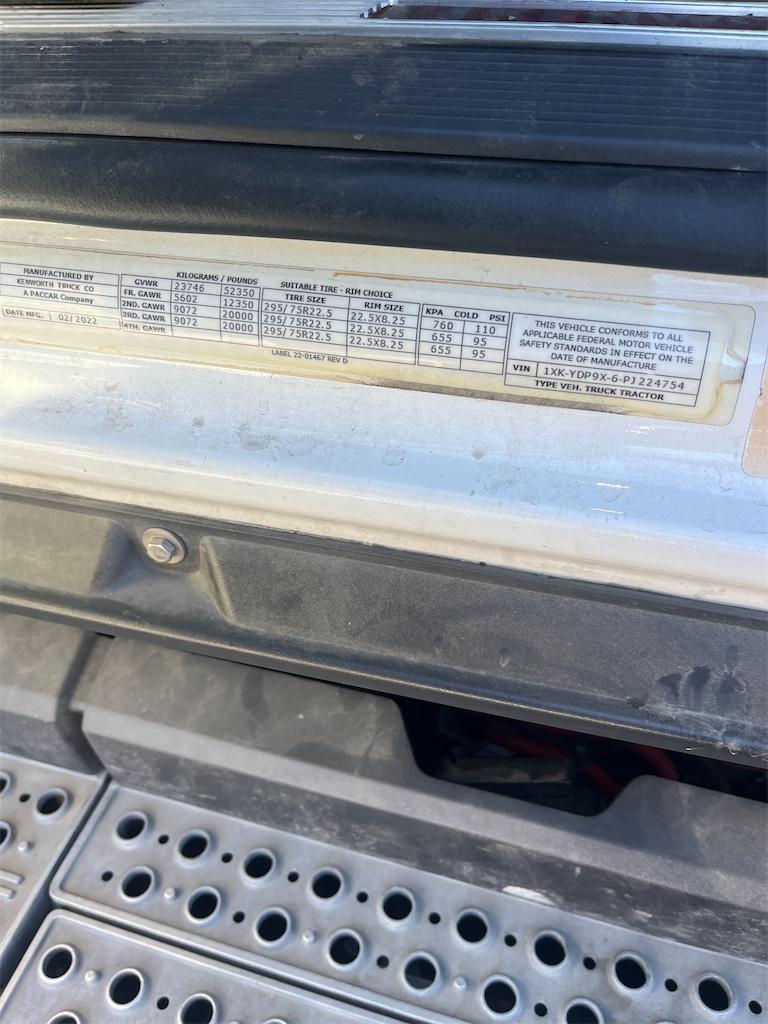 MANUFACTURED BY
KENWORTH TRUCK CO
A PACCAR Company
DATE MFG. 02/2022
KILOGRAMS / POUNDS
GVWR 23746 52350
FR. GAWR 5602 12350
2ND. GAWR 9072 20000
3RD. GAWR 9072 20000
4TH. GAWR
SUITABLE TIRE - RIM CHOICE
TIRE SIZE RIM SIZE
295/75R22.5 22.5X8.25
295/75R22.5 22.5X8.25
295/75R22.5 22.5X8.25
KPA COLD PSI
760 110
655 95
655 95
THIS VEHICLE CONFORMS TO ALL
APPLICABLE FEDERAL MOTOR VEHICLE
SAFETY STANDARDS IN EFFECT ON THE
DATE OF MANUFACTURE
VIN 1XK-YDP9X-6-PJ224754
TYPE VEH. TRUCK TRACTOR
LABEL 22-01467 REV D